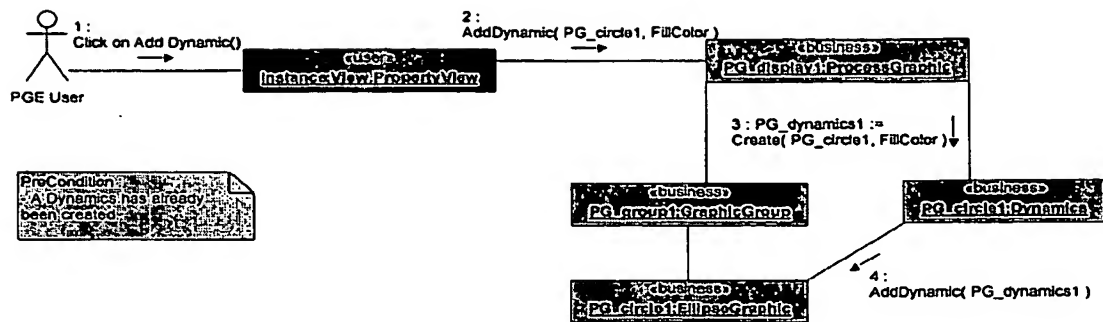 1 :
Click on Add Dynamic()
PGE User
«user»
InstanceView:PropertyView
2 :
AddDynamic( PG_circle1, FillColor )
«business»
PG_display1:ProcessGraphic
3 : PG_dynamics1 :=
Create( PG_circle1, FillColor )
PreCondition
A Dynamics has already
been created
«business»
PG_group1:GraphicGroup
«business»
PG_circle1:Dynamics
«business»
PG_circle1:EllipseGraphic
4 :
AddDynamic( PG_dynamics1 )